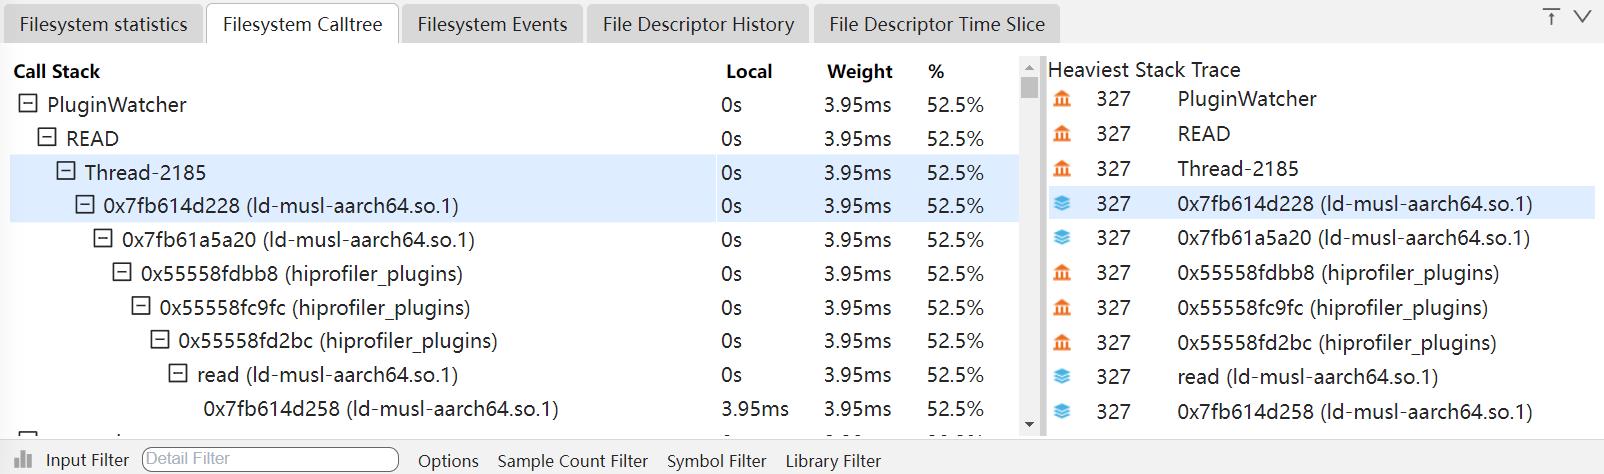 Filesystem statistics Filesystem Calltree Filesystem Events File Descriptor History File Descriptor Time Slice
Call Stack Local Weight %
PluginWatcher 0s 3.95ms 52.5%
READ 0s 3.95ms 52.5%
Thread-2185 0s 3.95ms 52.5%
0x7fb614d228 (ld-musl-aarch64.so.1) 0s 3.95ms 52.5%
0x7fb61a5a20 (ld-musl-aarch64.so.1) 0s 3.95ms 52.5%
0x55558fdbb8 (hiprofiler_plugins) 0s 3.95ms 52.5%
0x55558fc9fc (hiprofiler_plugins) 0s 3.95ms 52.5%
0x55558fd2bc (hiprofiler_plugins) 0s 3.95ms 52.5%
read (ld-musl-aarch64.so.1) 0s 3.95ms 52.5%
0x7fb614d258 (ld-musl-aarch64.so.1) 3.95ms 3.95ms 52.5%
Heaviest Stack Trace
327 PluginWatcher
327 READ
327 Thread-2185
327 0x7fb614d228 (ld-musl-aarch64.so.1)
327 0x7fb61a5a20 (ld-musl-aarch64.so.1)
327 0x55558fdbb8 (hiprofiler_plugins)
327 0x55558fc9fc (hiprofiler_plugins)
327 0x55558fd2bc (hiprofiler_plugins)
327 read (ld-musl-aarch64.so.1)
327 0x7fb614d258 (ld-musl-aarch64.so.1)
Input Filter Detail Filter Options Sample Count Filter Symbol Filter Library Filter